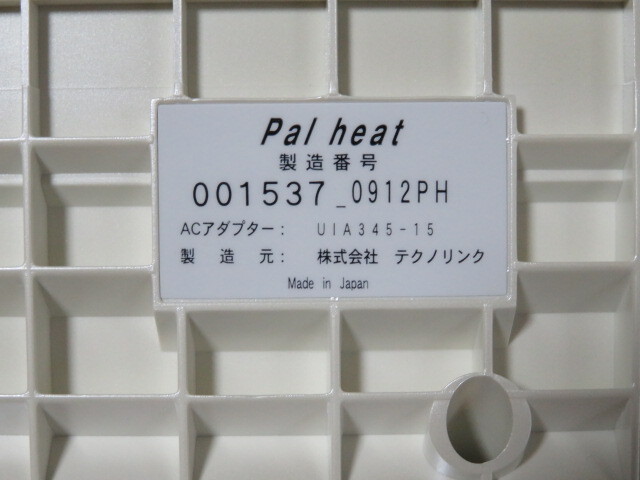 Pal heat
製造番号
001537_0912PH
ACアダプター： UIA345-15
製造元： 株式会社 テクノリンク
Made in Japan